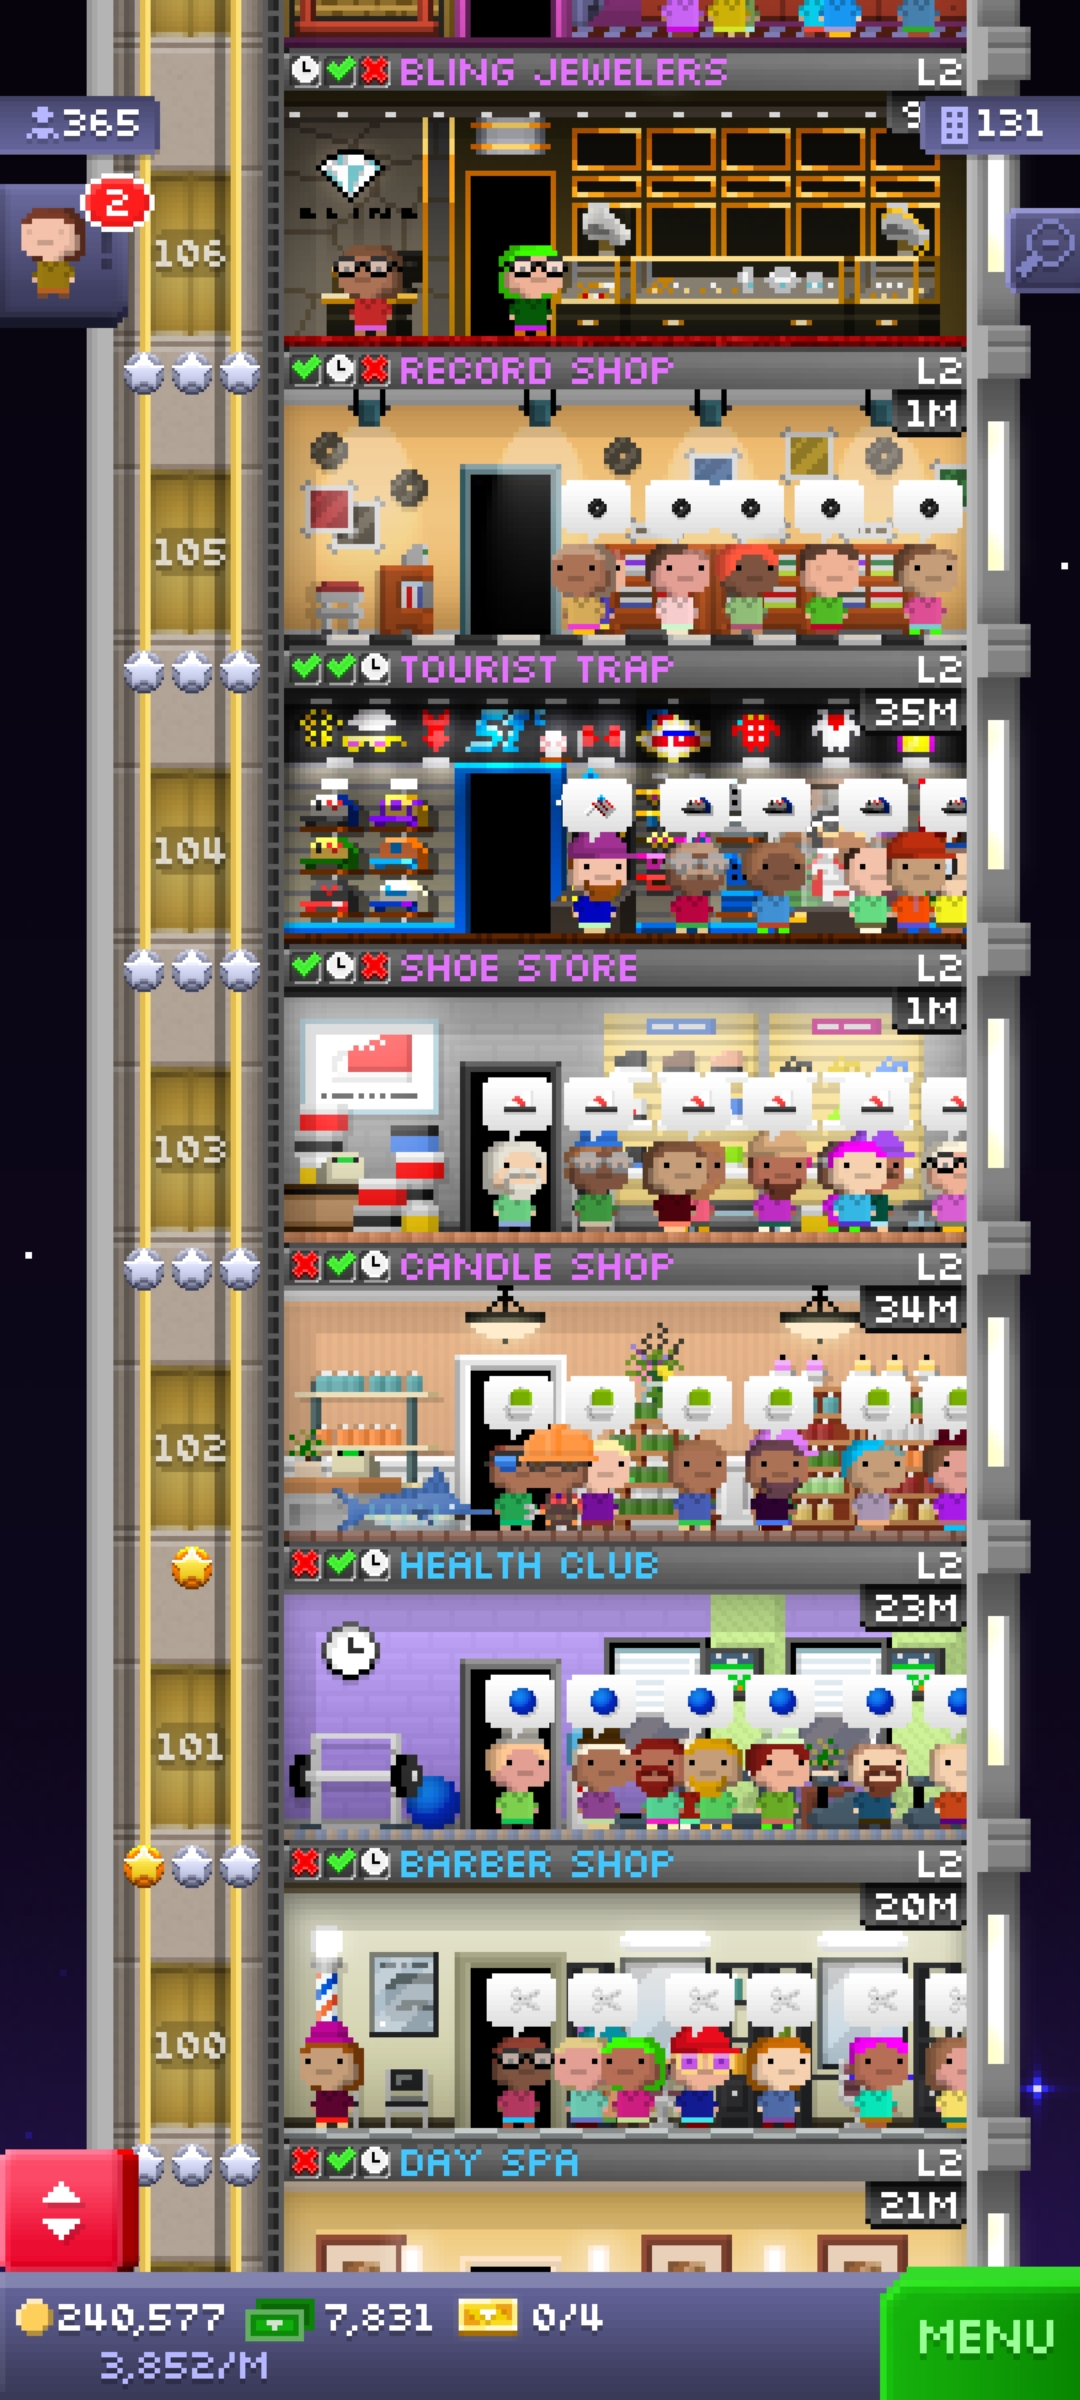 BLING JEWELERS L2
365
9
131
2
BLING
106
RECORD SHOP L2
1M
105
TOURIST TRAP L2
35M
104
SHOE STORE L2
1M
103
CANDLE SHOP L2
34M
102
HEALTH CLUB L2
23M
101
BARBER SHOP L2
20M
100
DAY SPA L2
21M
240,577 7,831 0/4
3,852/M
MENU